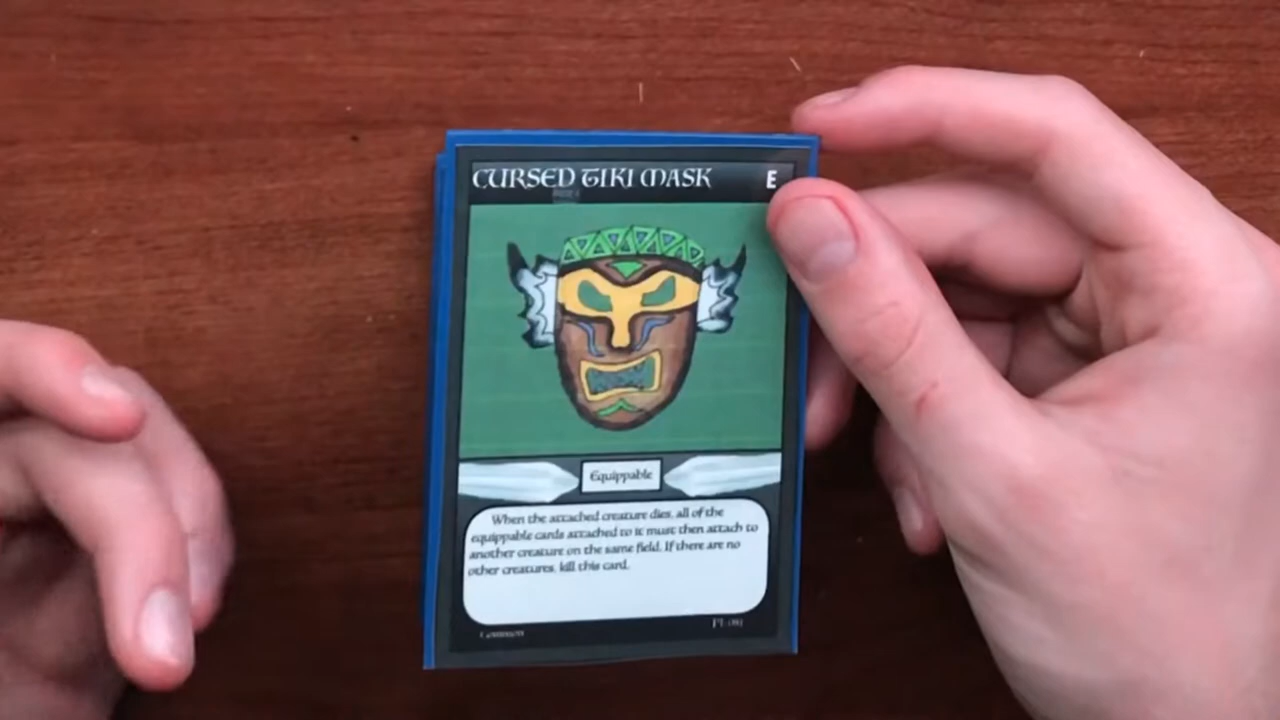 CURSED TIKI MASK E
Equippable
When the attached creature dies, all of the
equippable cards attached to it must then attach to
another creature on the same field. If there are no
other creatures, kill this card.
Common